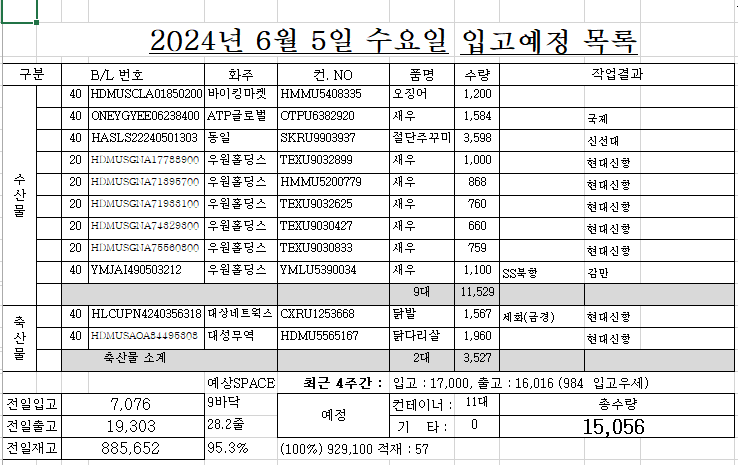 2024년 6월 5일 수요일 입고예정 목록
구분 B/L 번호 화주 컨. NO 품명 수량 작업결과
수산물
40 HDMUSCLA01850200 바이킹마켓 HMMU5408335 오징어 1,200
40 ONEYGYEE06238400 ATP글로벌 OTPU6382920 새우 1,584 국제
40 HASLS22240501303 동일 SKRU9903937 절단주꾸미 3,598 신선대
20 HDMUSGNA17788900 우원홀딩스 TEXU9032899 새우 1,000 현대신항
20 HDMUSGNA71895700 우원홀딩스 HMMU5200779 새우 868 현대신항
20 HDMUSGNA71988100 우원홀딩스 TEXU9032625 새우 760 현대신항
20 HDMUSGNA74829800 우원홀딩스 TEXU9030427 새우 660 현대신항
20 HDMUSGNA75580800 우원홀딩스 TEXU9030833 새우 759 현대신항
40 YMJAI490503212 우원홀딩스 YMLU5390034 새우 1,100 SS북항 감만
9대 11,529
축산물
40 HLCUPN4240356318 대상네트웍스 CXRU1253668 닭발 1,567 세화(금경) 현대신항
40 HDMUSAOA84495808 대성무역 HDMU5565167 닭다리살 1,960 현대신항
축산물 소계 2대 3,527
예상SPACE 최근 4주간 : 입고 : 17,000, 출고 : 16,016 (984 입고우세)
전일입고 7,076 9바닥 예정 컨테이너 : 11대 총수량
전일출고 19,303 28.2줄 기 타 : 0 15,056
전일재고 885,652 95.3% (100%) 929,100 적재 : 57